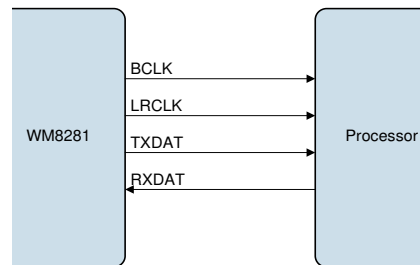 BCLK
LRCLK
WM8281
TXDAT
Processor
RXDAT